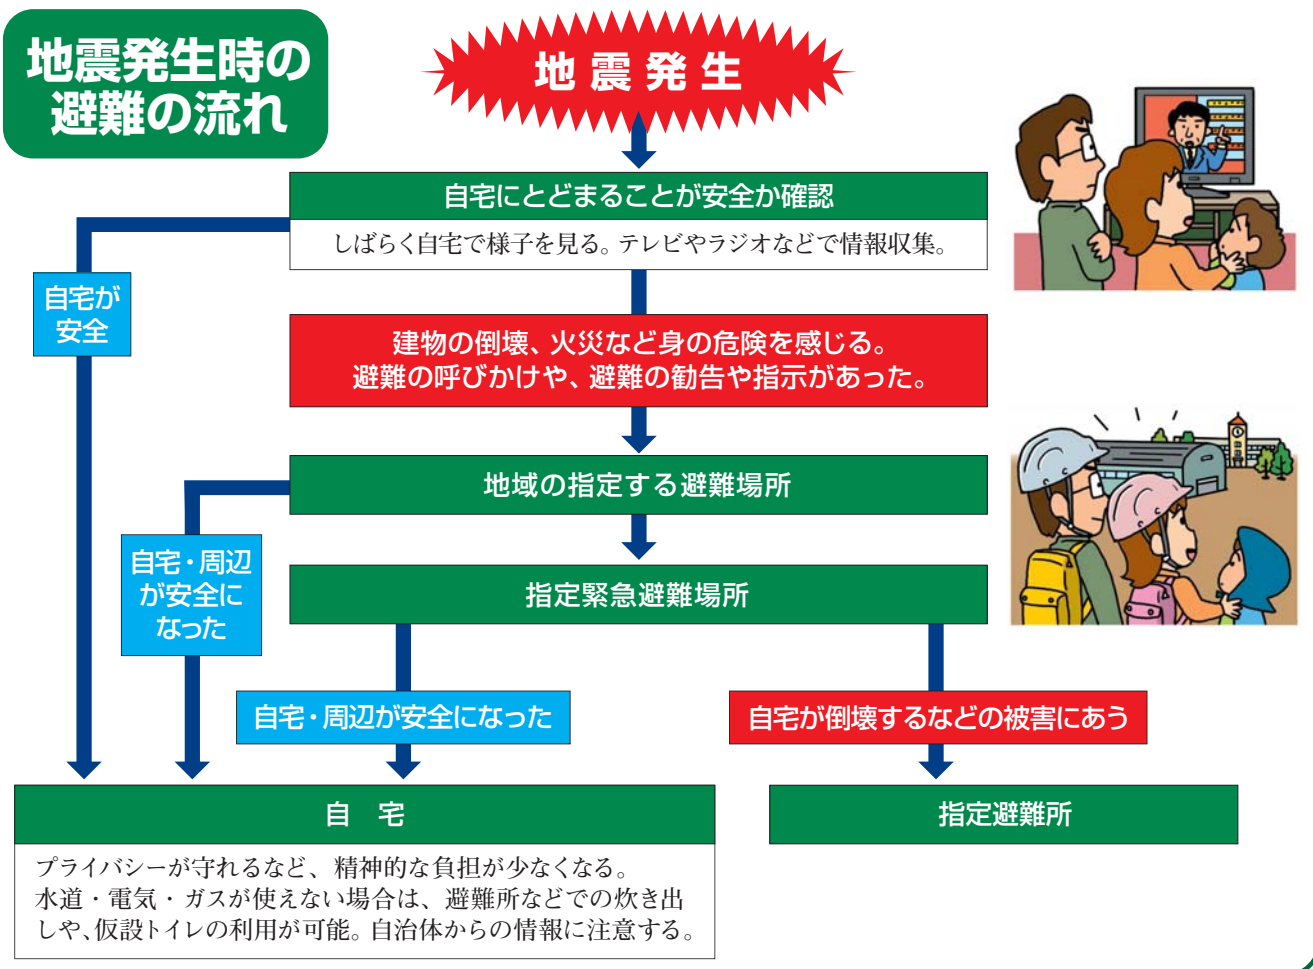 地震発生時の
避難の流れ
地震発生
自宅にとどまることが安全か確認
しばらく自宅で様子を見る。テレビやラジオなどで情報収集。
自宅が
安全
建物の倒壊、火災など身の危険を感じる。
避難の呼びかけや、避難の勧告や指示があった。
地域の指定する避難場所
自宅・周辺
が安全に
なった
指定緊急避難場所
自宅・周辺が安全になった
自宅が倒壊するなどの被害にあう
自　宅
プライバシーが守れるなど、精神的な負担が少なくなる。
水道・電気・ガスが使えない場合は、避難所などでの炊き出
しや、仮設トイレの利用が可能。自治体からの情報に注意する。
指定避難所